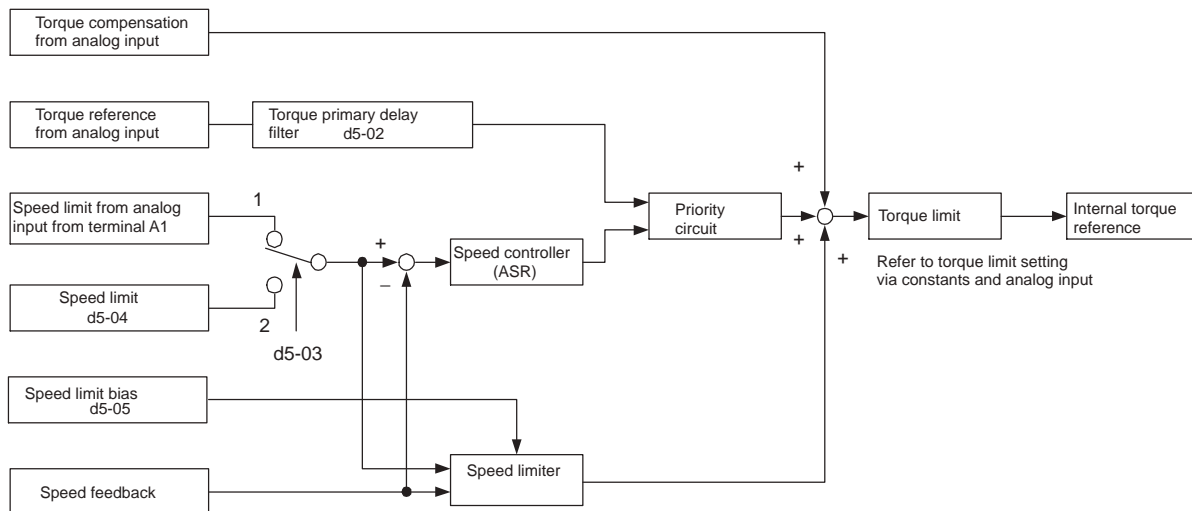 Torque compensation
from analog input
Torque reference
from analog input
Torque primary delay
filter d5-02
Speed limit from analog
input from terminal A1
1
Speed limit
d5-04
2
d5-03
+
–
Speed controller
(ASR)
Priority
circuit
+
+
+
Torque limit
Internal torque
reference
Refer to torque limit setting
via constants and analog input
Speed limit bias
d5-05
Speed feedback
Speed limiter